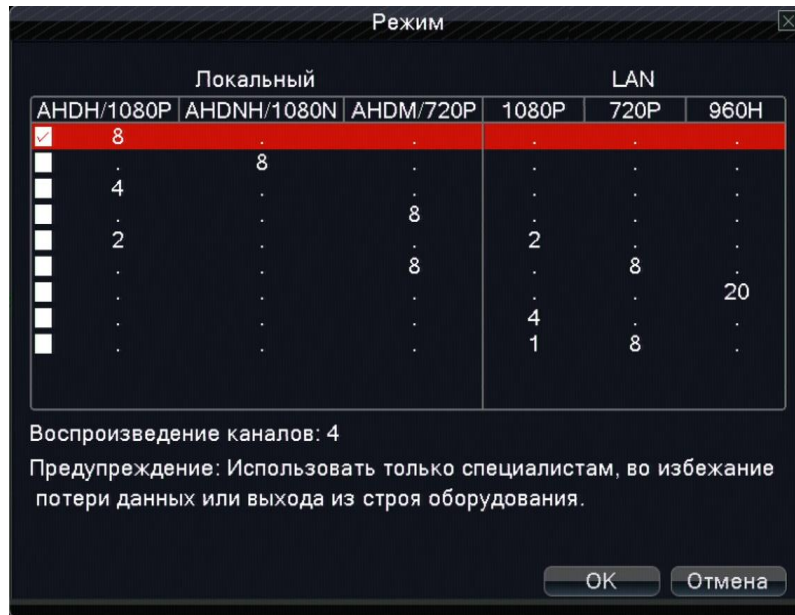 Режим
Локальный LAN
AHDH/1080P AHDNH/1080N AHDM/720P 1080P 720P 960H
8 . . . . .
. 8 . . . .
4 . . . . .
. . 8 . . .
2 . . 2 . .
. . 8 . 8 .
. . . . . 20
. . . 4 . .
. . . 1 8 .
Воспроизведение каналов: 4
Предупреждение: Использовать только специалистам, во избежание
потери данных или выхода из строя оборудования.
OK Отмена